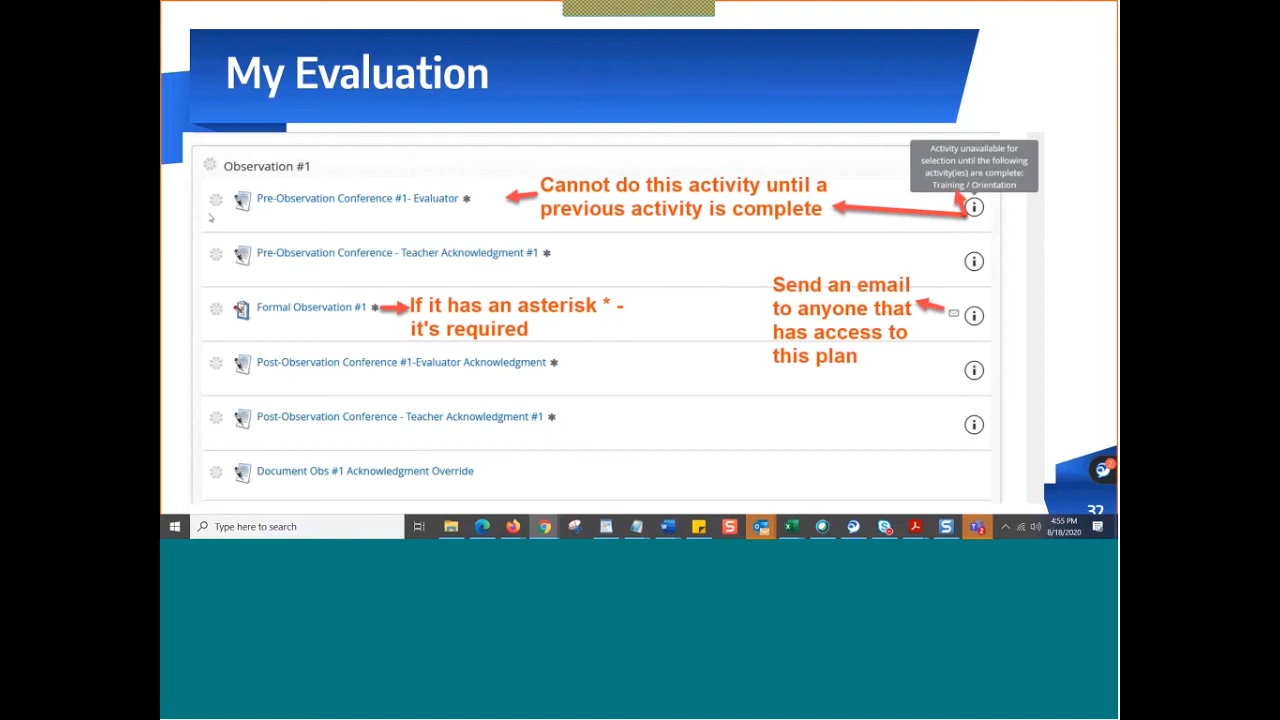 My Evaluation
Observation #1
Activity unavailable for
selection until the following
activity(ies) are complete:
Training / Orientation
Pre-Observation Conference #1- Evaluator *
Cannot do this activity until a
previous activity is complete
Pre-Observation Conference - Teacher Acknowledgment #1 *
Formal Observation #1 *
If it has an asterisk * -
it's required
Send an email
to anyone that
has access to
this plan
Post-Observation Conference #1-Evaluator Acknowledgment *
Post-Observation Conference - Teacher Acknowledgment #1 *
Document Obs #1 Acknowledgment Override
32
Type here to search
4:55 PM
8/18/2020